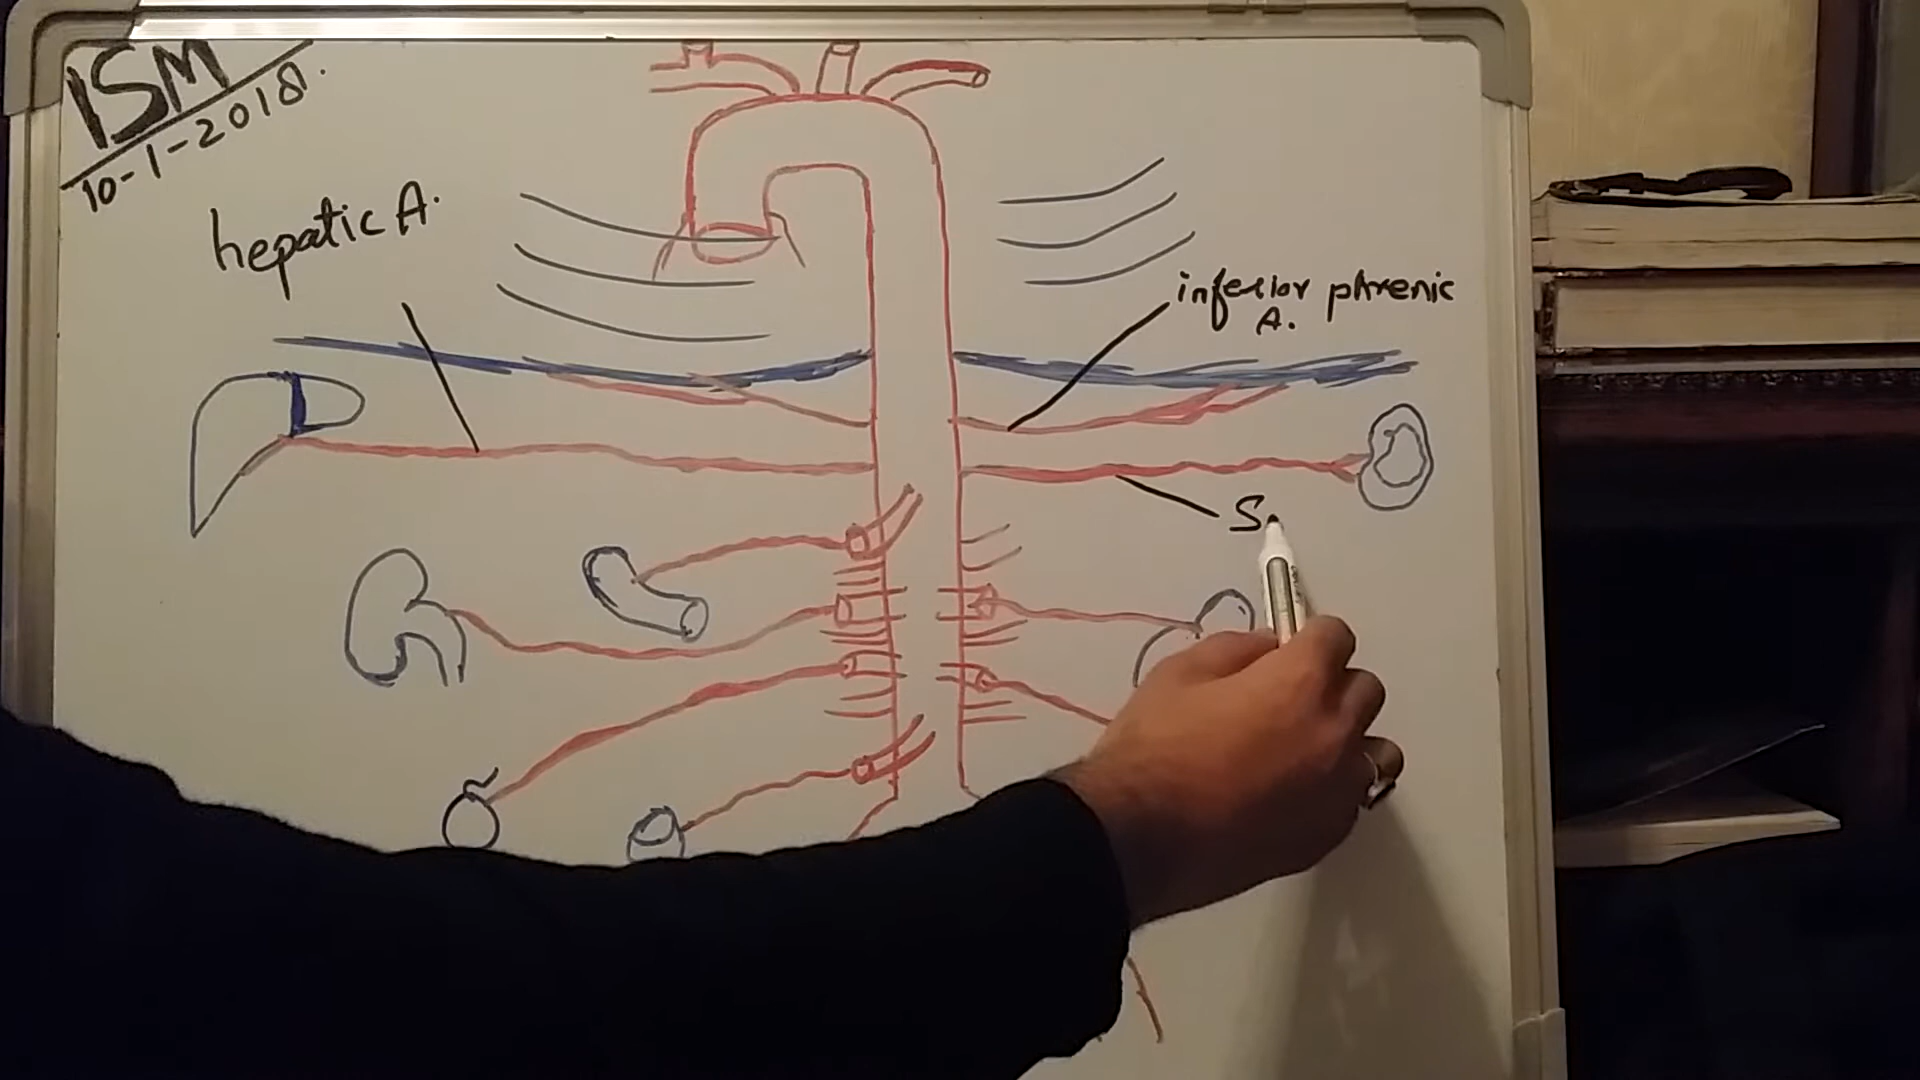 ISM
10-1-2018.
hepatic A.
inferior phrenic
A.
S